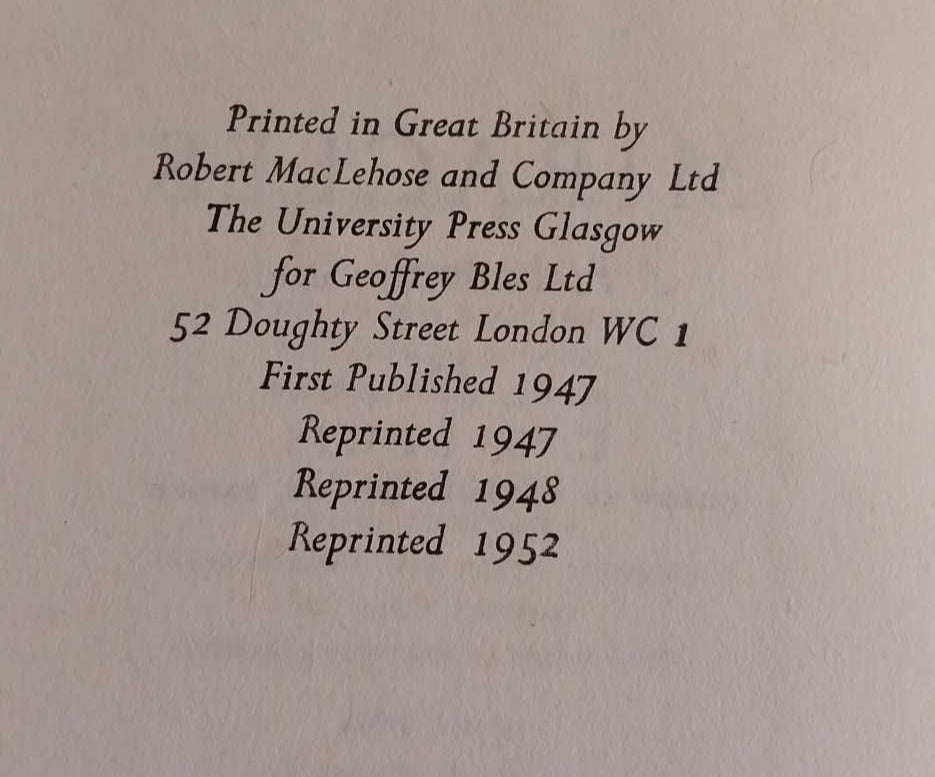 Printed in Great Britain by
Robert MacLehose and Company Ltd
The University Press Glasgow
for Geoffrey Bles Ltd
52 Doughty Street London WC 1
First Published 1947
Reprinted 1947
Reprinted 1948
Reprinted 1952